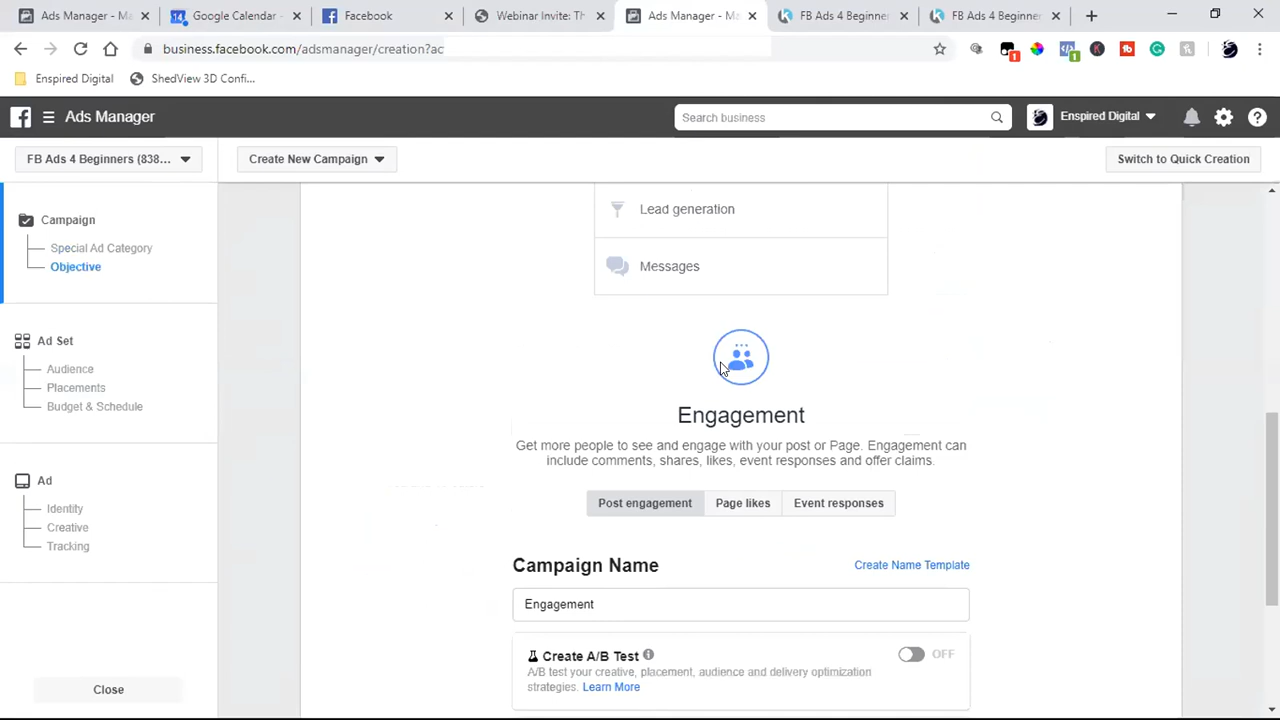 Ads Manager - Ma
Google Calendar -
Facebook
Webinar Invite: Th
Ads Manager - Ma
FB Ads 4 Beginner
FB Ads 4 Beginner
business.facebook.com/adsmanager/creation?ac
1
1
Enspired Digital
ShedView 3D Confi...
Ads Manager
Search business
Enspired Digital
FB Ads 4 Beginners (838...
Create New Campaign
Switch to Quick Creation
Campaign
Special Ad Category
Objective
Ad Set
Audience
Placements
Budget & Schedule
Ad
Identity
Creative
Tracking
Close
Lead generation
Messages
Engagement
Get more people to see and engage with your post or Page. Engagement can
include comments, shares, likes, event responses and offer claims.
Post engagement
Page likes
Event responses
Campaign Name
Create Name Template
Engagement
Create A/B Test
OFF
A/B test your creative, placement, audience and delivery optimization
strategies. Learn More